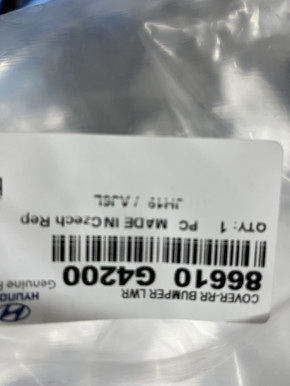 HYUNDAI
Genuine
COVER-RR BUMPER LWR
86610 G4200
QTY: 1 PC MADE IN Czech Rep